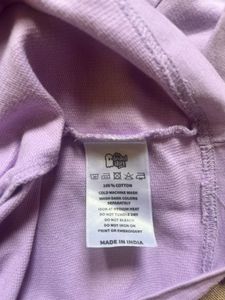 100% COTTON
COLD MACHINE WASH
WASH DARK COLORS
SEPARATELY
IRON AT MEDIUM HEAT
DO NOT TUMBLE DRY
DO NOT BLEACH
DO NOT IRON ON
PRINT OR EMBROIDERY
MADE IN INDIA